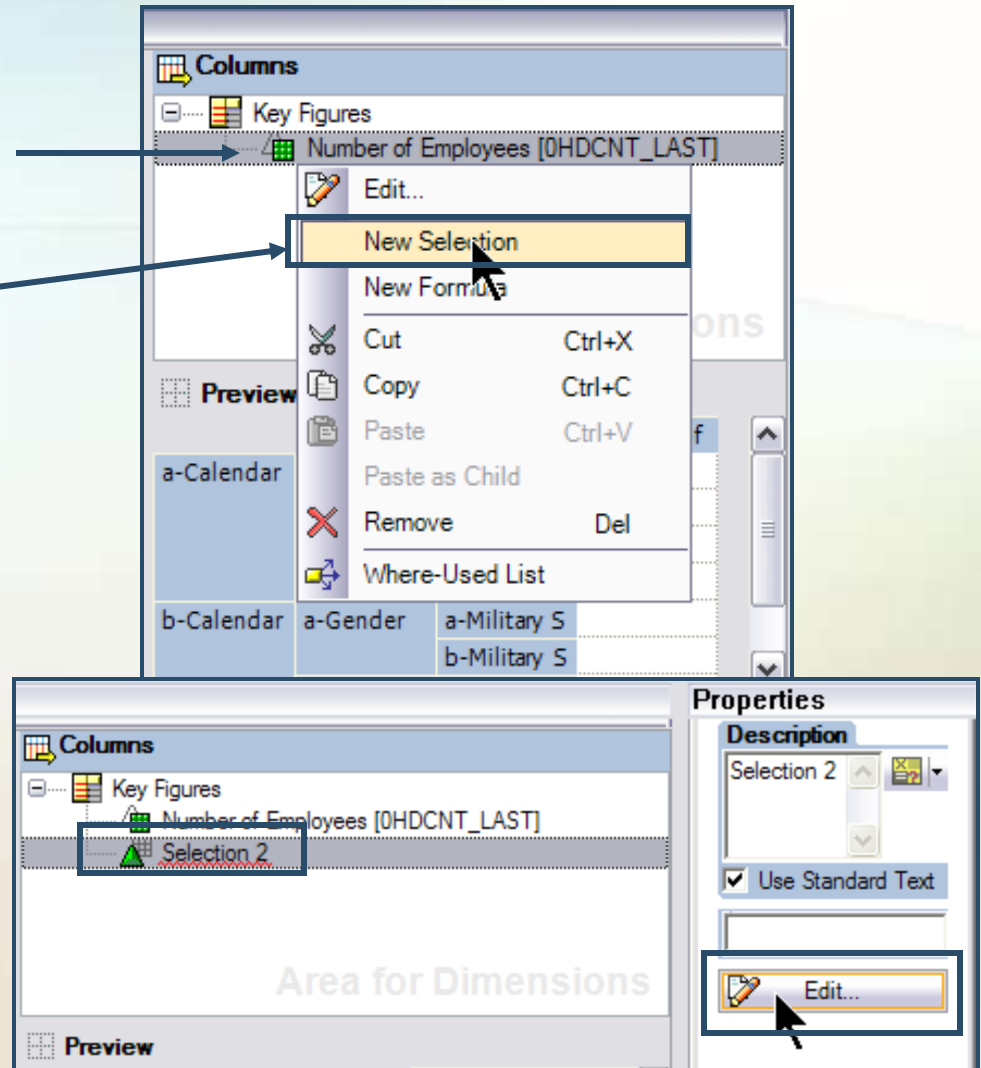 Columns
Key Figures
Number of Employees [0HDCNT_LAST]
Edit...
New Selection
New Formula
ons
Cut Ctrl+X
Preview
Copy Ctrl+C
Paste Ctrl+V
f
a-Calendar
Paste as Child
Remove Del
Where-Used List
b-Calendar a-Gender a-Military S
b-Military S
Properties
Columns
Description
Key Figures
Selection 2
Number of Employees [0HDCNT_LAST]
Selection 2
Use Standard Text
Area for Dimensions
Edit...
Preview